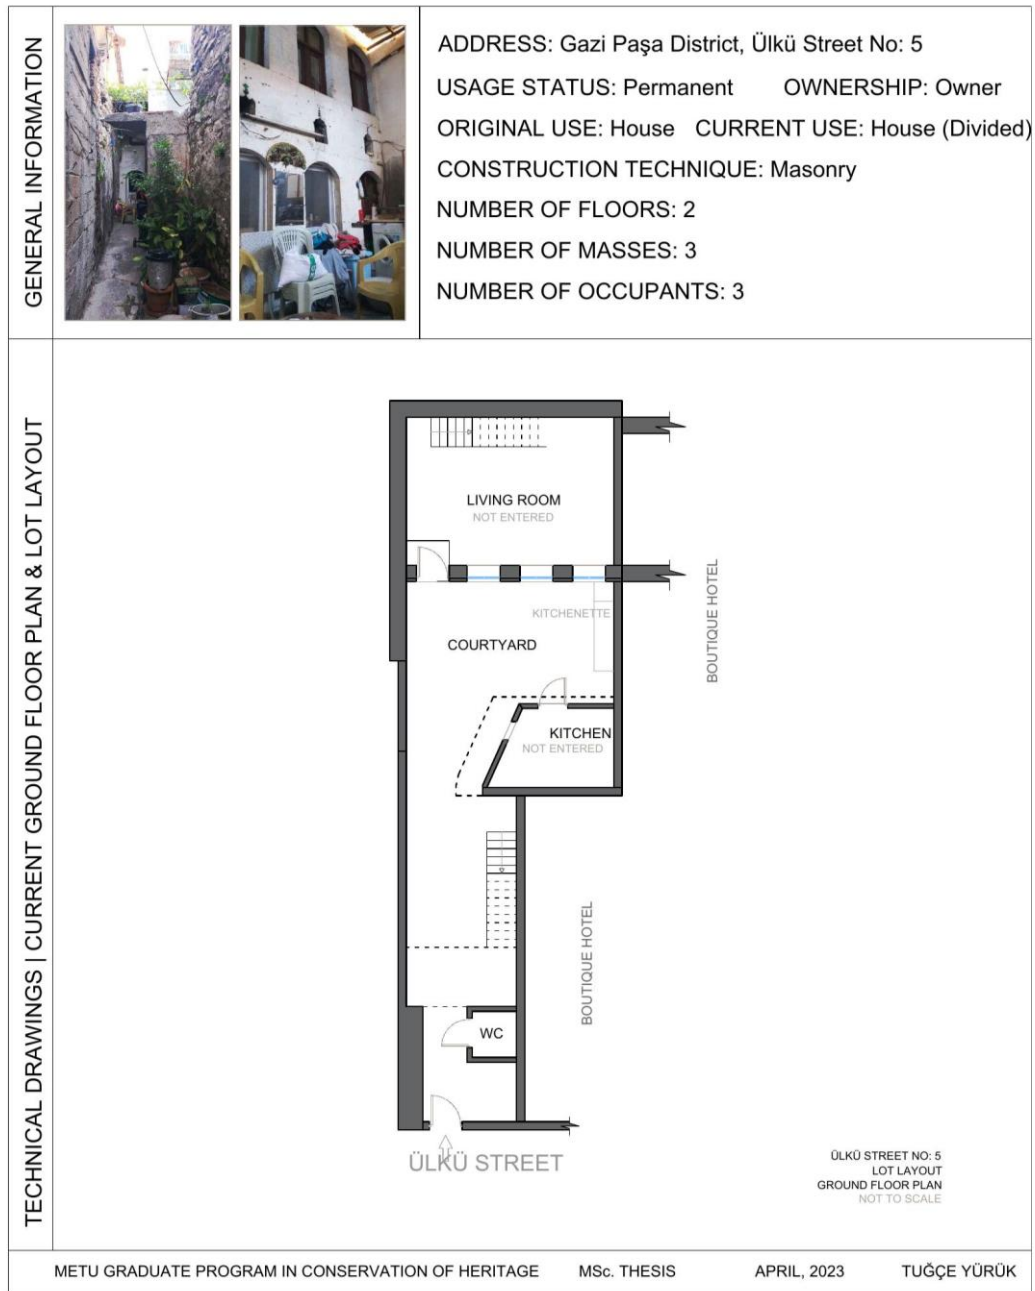 GENERAL INFORMATION
ADDRESS: Gazi Paşa District, Ülkü Street No: 5
USAGE STATUS: Permanent OWNERSHIP: Owner
ORIGINAL USE: House CURRENT USE: House (Divided)
CONSTRUCTION TECHNIQUE: Masonry
NUMBER OF FLOORS: 2
NUMBER OF MASSES: 3
NUMBER OF OCCUPANTS: 3
TECHNICAL DRAWINGS | CURRENT GROUND FLOOR PLAN & LOT LAYOUT
LIVING ROOM
NOT ENTERED
KITCHENETTE
COURTYARD
BOUTIQUE HOTEL
KITCHEN
NOT ENTERED
BOUTIQUE HOTEL
WC
ÜLKÜ STREET
ÜLKÜ STREET NO: 5
LOT LAYOUT
GROUND FLOOR PLAN
NOT TO SCALE
METU GRADUATE PROGRAM IN CONSERVATION OF HERITAGE MSc. THESIS APRIL, 2023 TUĞÇE YÜRÜK